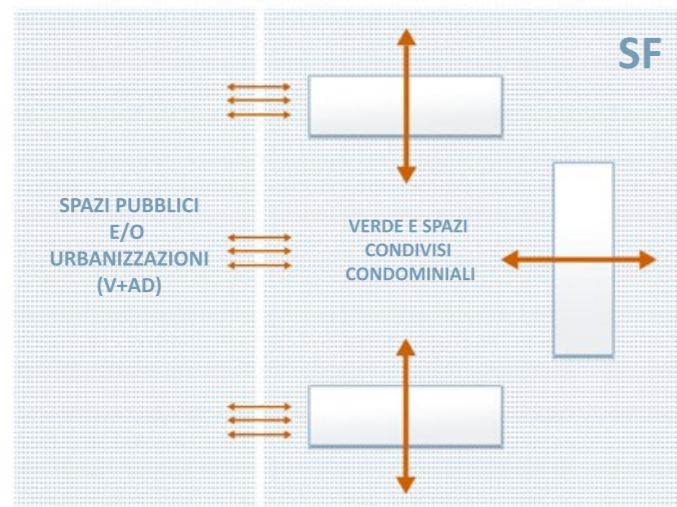 SF
SPAZI PUBBLICI
E/O
URBANIZZAZIONI
(V+AD)
VERDE E SPAZI
CONDIVISI
CONDOMINIALI